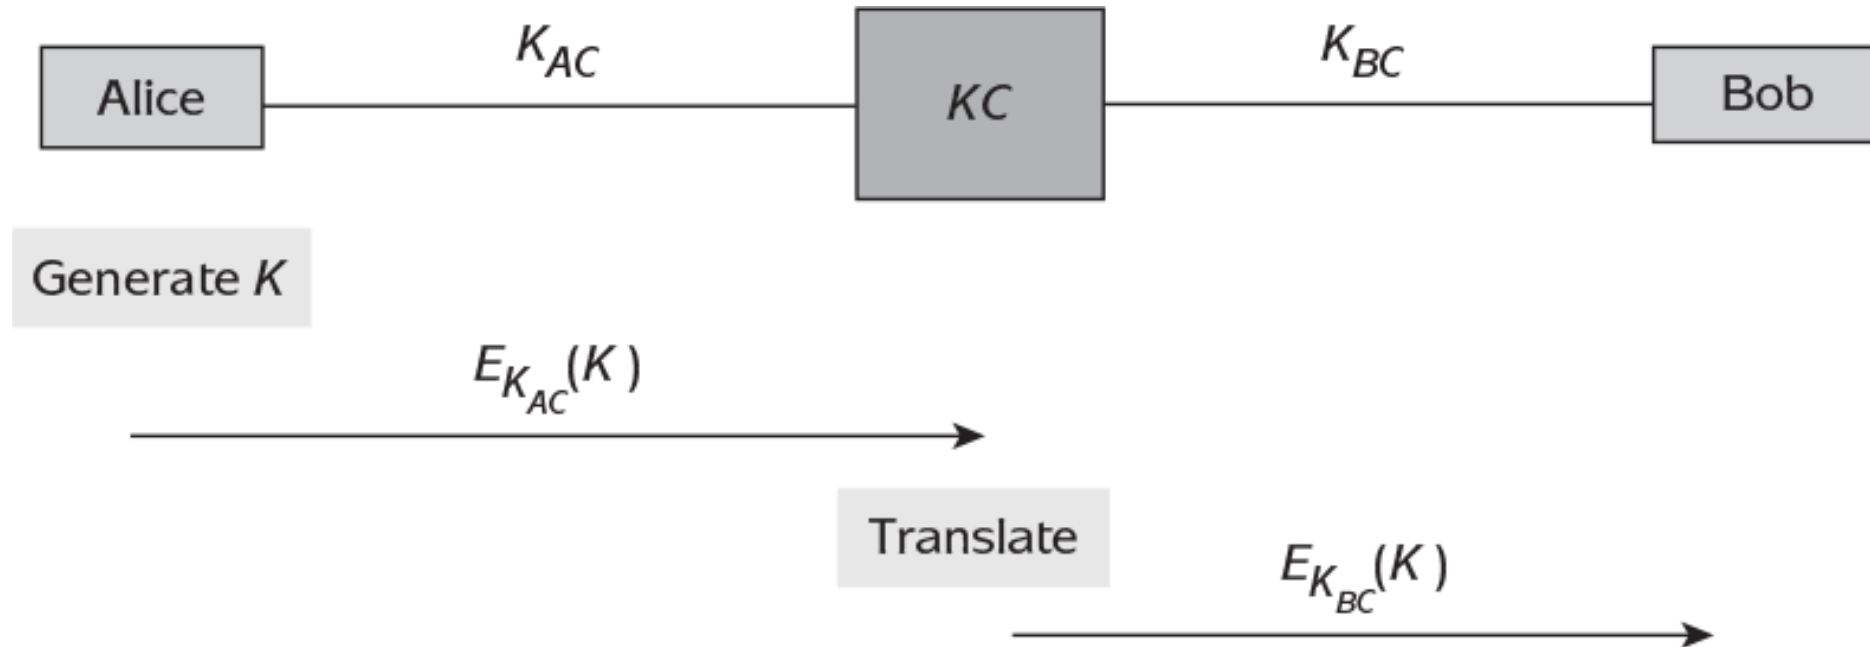 Alice
K_AC
KC
K_BC
Bob
Generate K
E_K_AC(K )
Translate
E_K_BC(K )